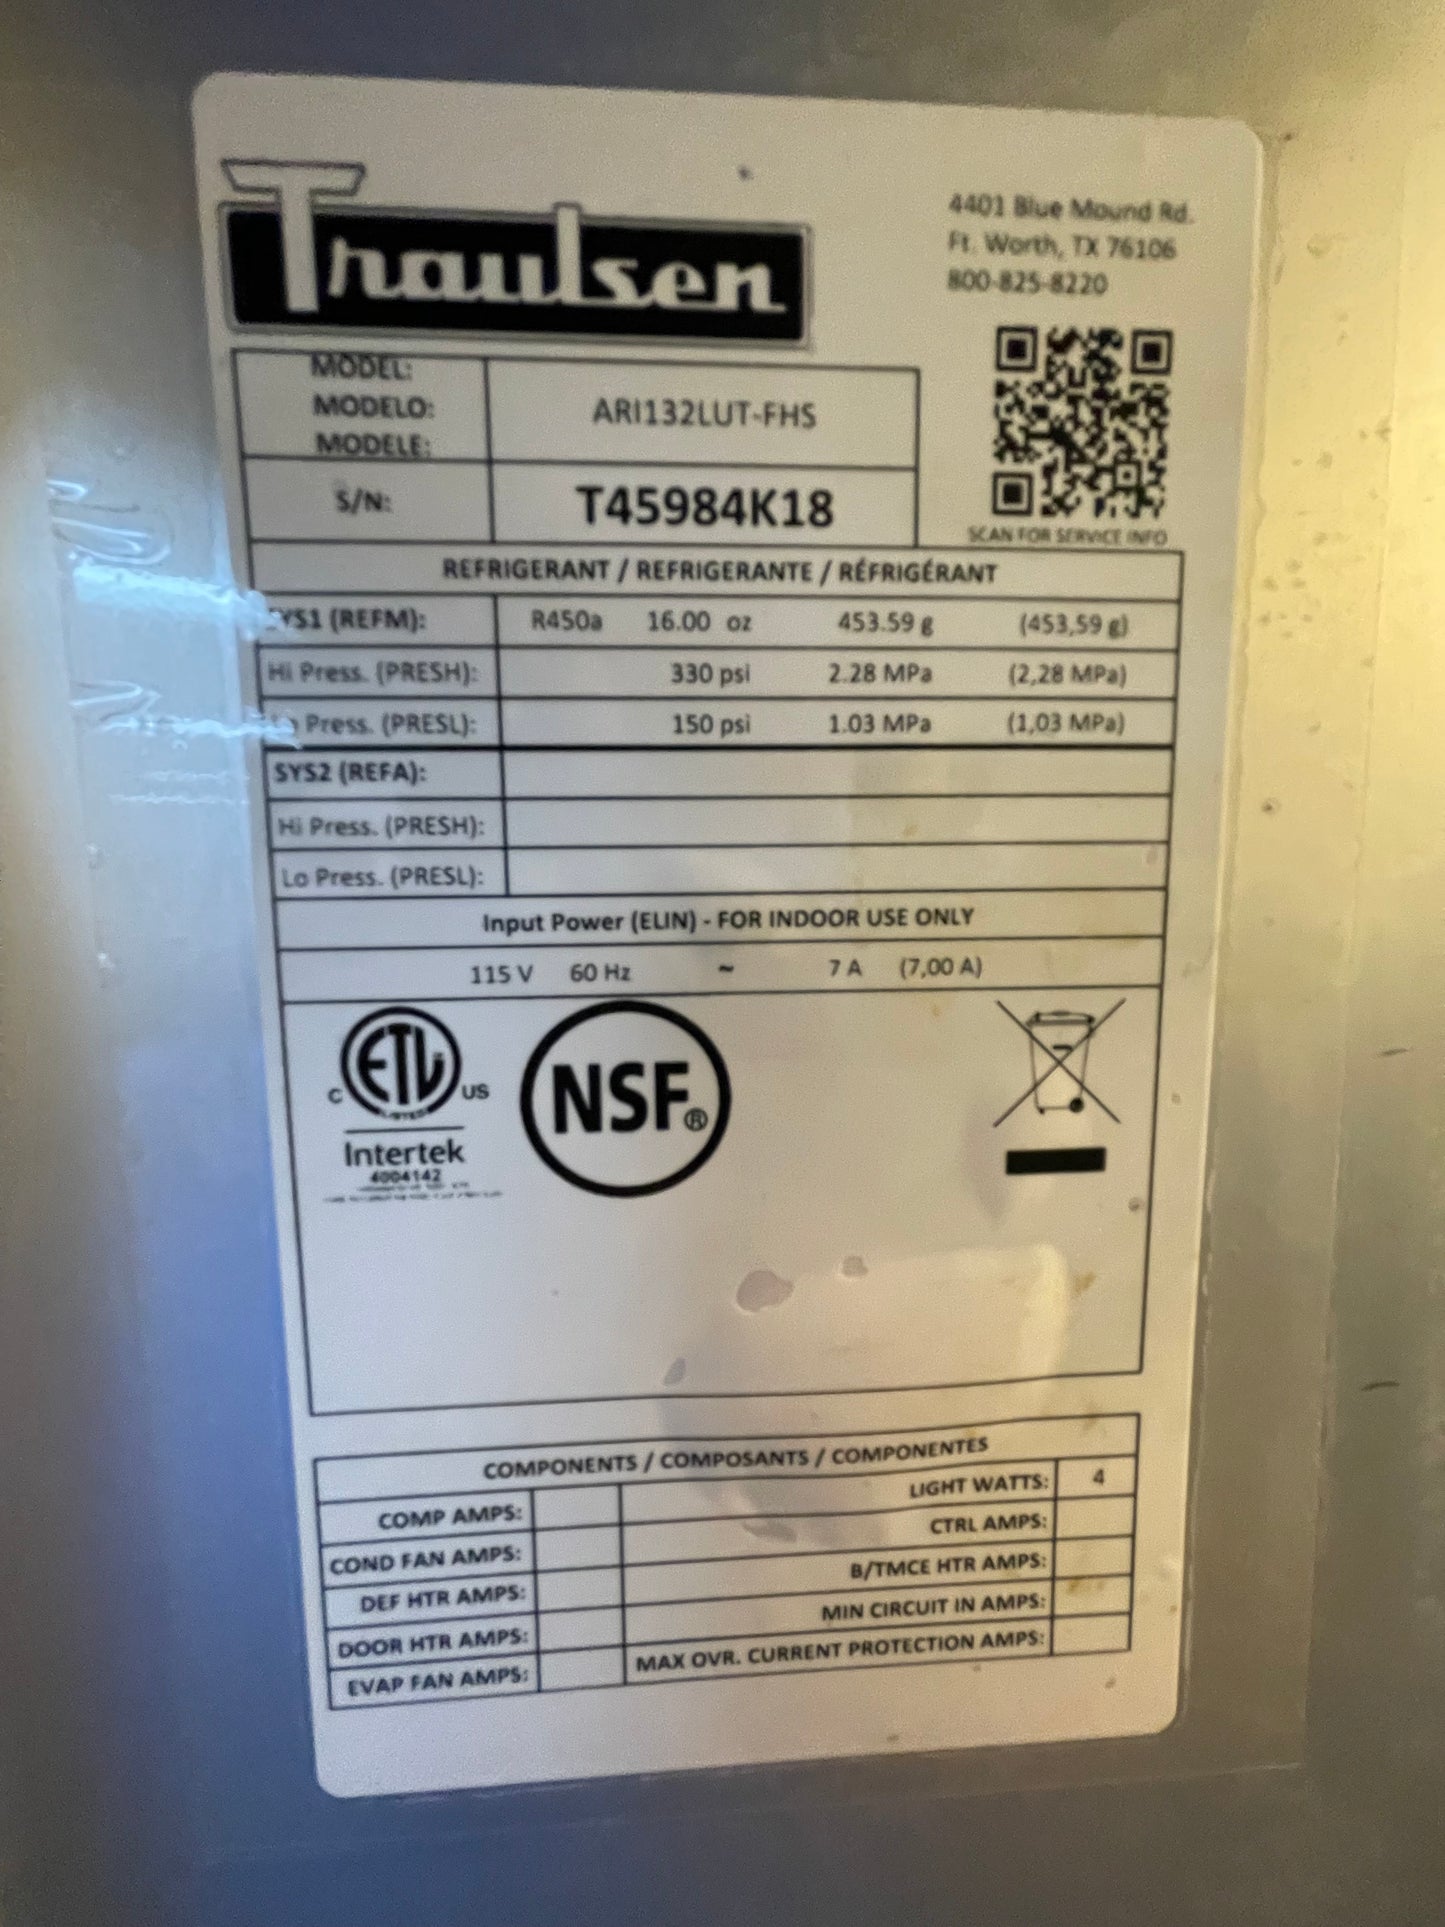 Traulsen
4401 Blue Mound Rd.
Ft. Worth, TX 76106
800-825-8220
MODEL:
MODELO:
MODELE:
ARI132LUT-FHS
S/N:
T45984K18
SCAN FOR SERVICE INFO
REFRIGERANT / REFRIGERANTE / RÉFRIGÉRANT
SYS1 (REFM): R450a 16.00 oz 453.59 g (453,59 g)
Hi Press. (PRESH): 330 psi 2.28 MPa (2,28 MPa)
Lo Press. (PRESL): 150 psi 1.03 MPa (1,03 MPa)
SYS2 (REFA):
Hi Press. (PRESH):
Lo Press. (PRESL):
Input Power (ELIN) - FOR INDOOR USE ONLY
115 V 60 Hz ~ 7 A (7,00 A)
ETL
LISTED
C US
Intertek
4004142
NSF®
COMPONENTS / COMPOSANTS / COMPONENTES
COMP AMPS: LIGHT WATTS: 4
COND FAN AMPS: CTRL AMPS:
DEF HTR AMPS: B/TMCE HTR AMPS:
DOOR HTR AMPS: MIN CIRCUIT IN AMPS:
EVAP FAN AMPS: MAX OVR. CURRENT PROTECTION AMPS: